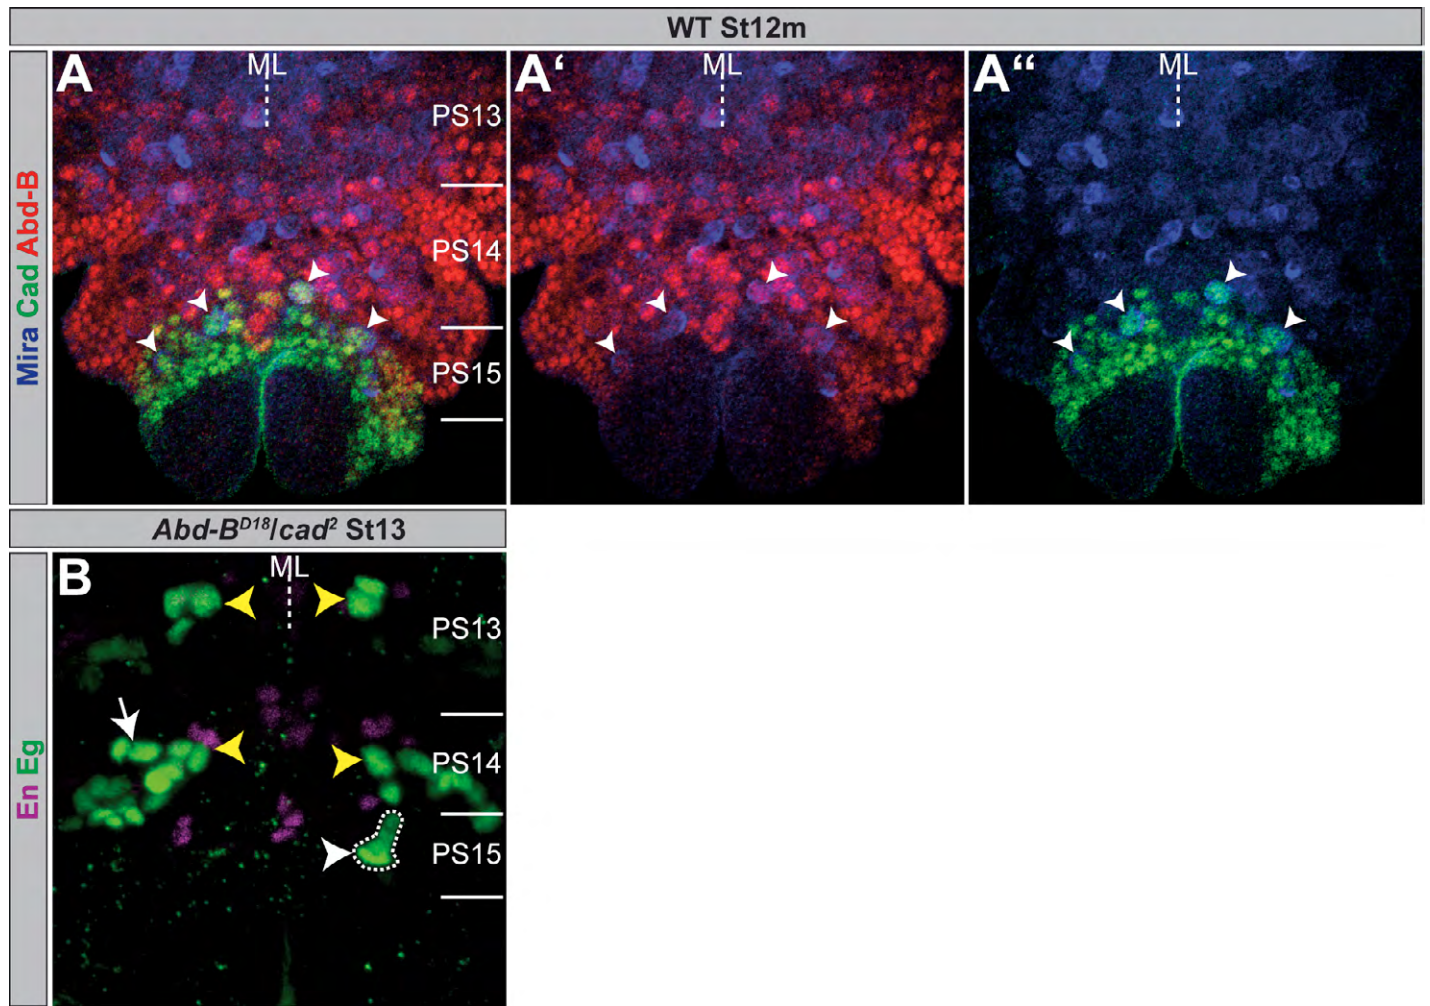 WT St12m
Mira Cad Abd-B
A
ML
PS13
PS14
PS15
A‘
ML
A“
ML
Abd-B^D18/cad^2 St13
En Eg
B
ML
PS13
PS14
PS15